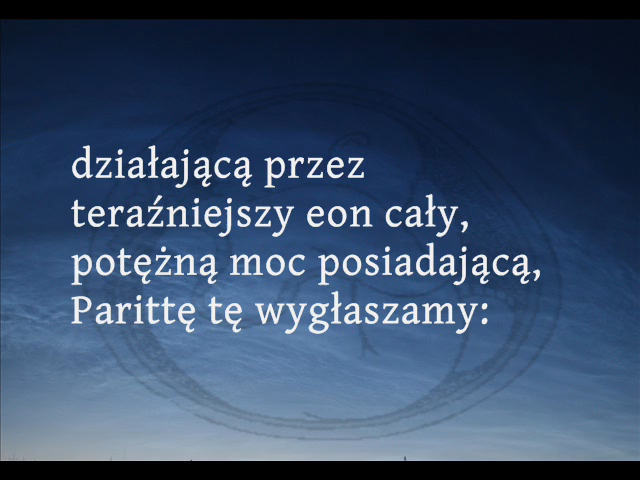 działającą przez
teraźniejszy eon cały,
potężną moc posiadającą,
Parittę tę wygłaszamy: